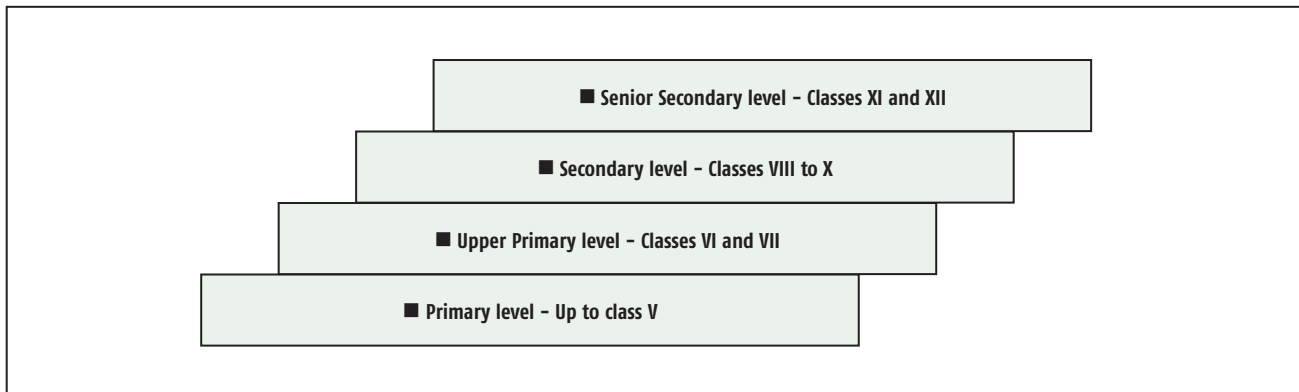 ■ Senior Secondary level – Classes XI and XII
■ Secondary level – Classes VIII to X
■ Upper Primary level – Classes VI and VII
■ Primary level – Up to class V